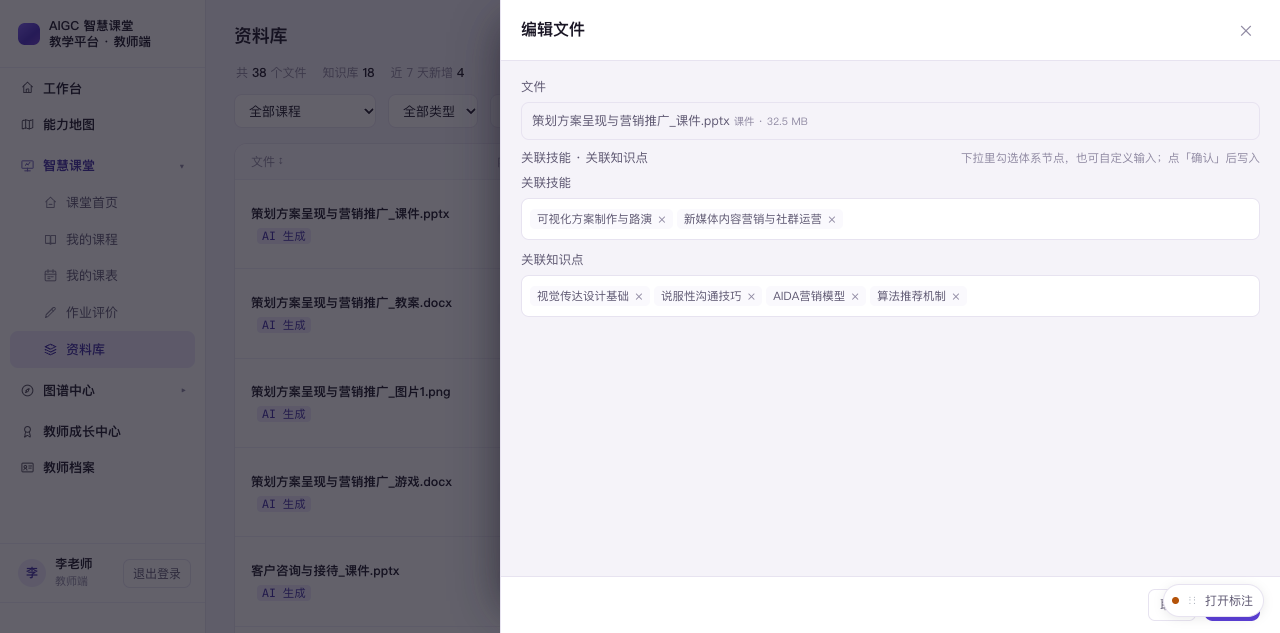 AIGC 智慧课堂
教学平台 · 教师端
工作台
能力地图
智慧课堂
课堂首页
我的课程
我的课表
作业评价
资料库
图谱中心
教师成长中心
教师档案
李 李老师
教师端
退出登录
资料库
共 38 个文件 知识库 18 近 7 天新增 4
全部课程 全部类型
文件
策划方案呈现与营销推广_课件.pptx
AI 生成
策划方案呈现与营销推广_教案.docx
AI 生成
策划方案呈现与营销推广_图片1.png
AI 生成
策划方案呈现与营销推广_游戏.docx
AI 生成
客户咨询与接待_课件.pptx
AI 生成
编辑文件
文件
策划方案呈现与营销推广_课件.pptx 课件 · 32.5 MB
关联技能 · 关联知识点 下拉里勾选体系节点，也可自定义输入；点「确认」后写入
关联技能
可视化方案制作与路演 × 新媒体内容营销与社群运营 ×
关联知识点
视觉传达设计基础 × 说服性沟通技巧 × AIDA营销模型 × 算法推荐机制 ×
打开标注